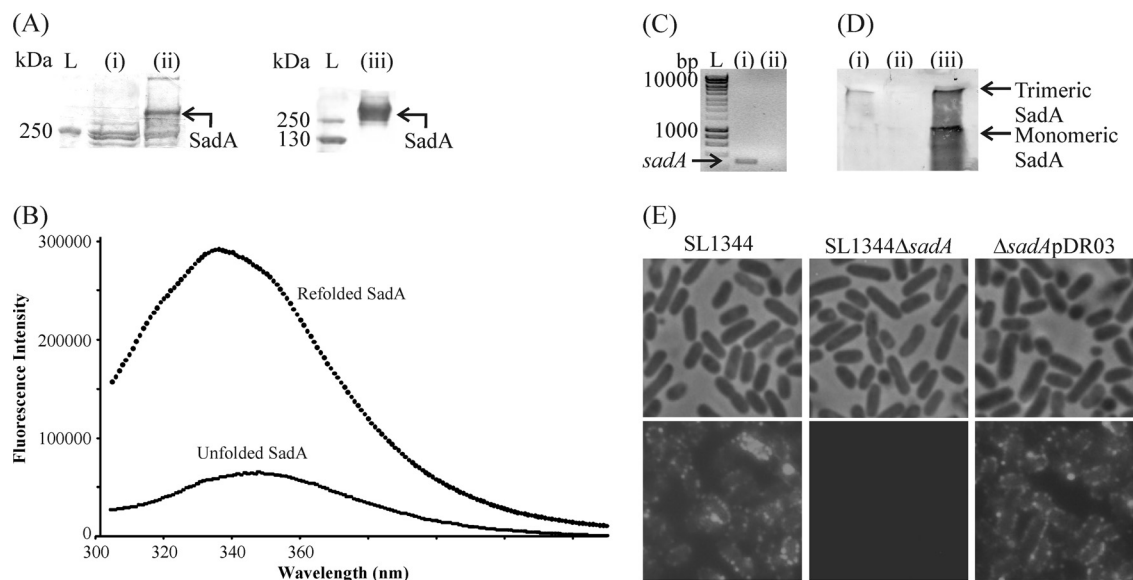 (A)
kDa L (i) (ii)
250
SadA
kDa L (iii)
250
130
SadA
(B)
300000
200000
100000
0
Fluorescence Intensity
Refolded SadA
Unfolded SadA
300 320 340 360
Wavelength (nm)
(C)
bp L (i) (ii)
10000
1000
sadA
(D)
(i) (ii) (iii)
Trimeric
SadA
Monomeric
SadA
(E)
SL1344 SL1344ΔsadA ΔsadApDR03